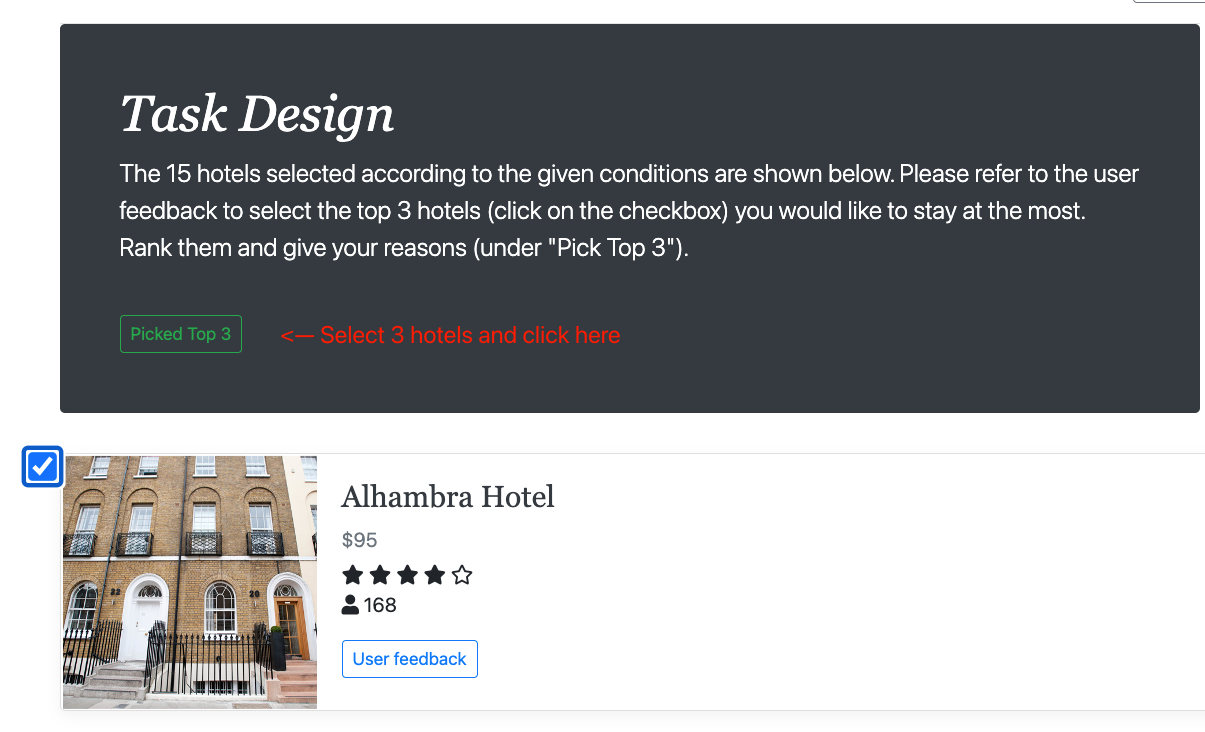 Task Design
The 15 hotels selected according to the given conditions are shown below. Please refer to the user
feedback to select the top 3 hotels (click on the checkbox) you would like to stay at the most.
Rank them and give your reasons (under "Pick Top 3").
Picked Top 3
<— Select 3 hotels and click here
Alhambra Hotel
$95
168
User feedback